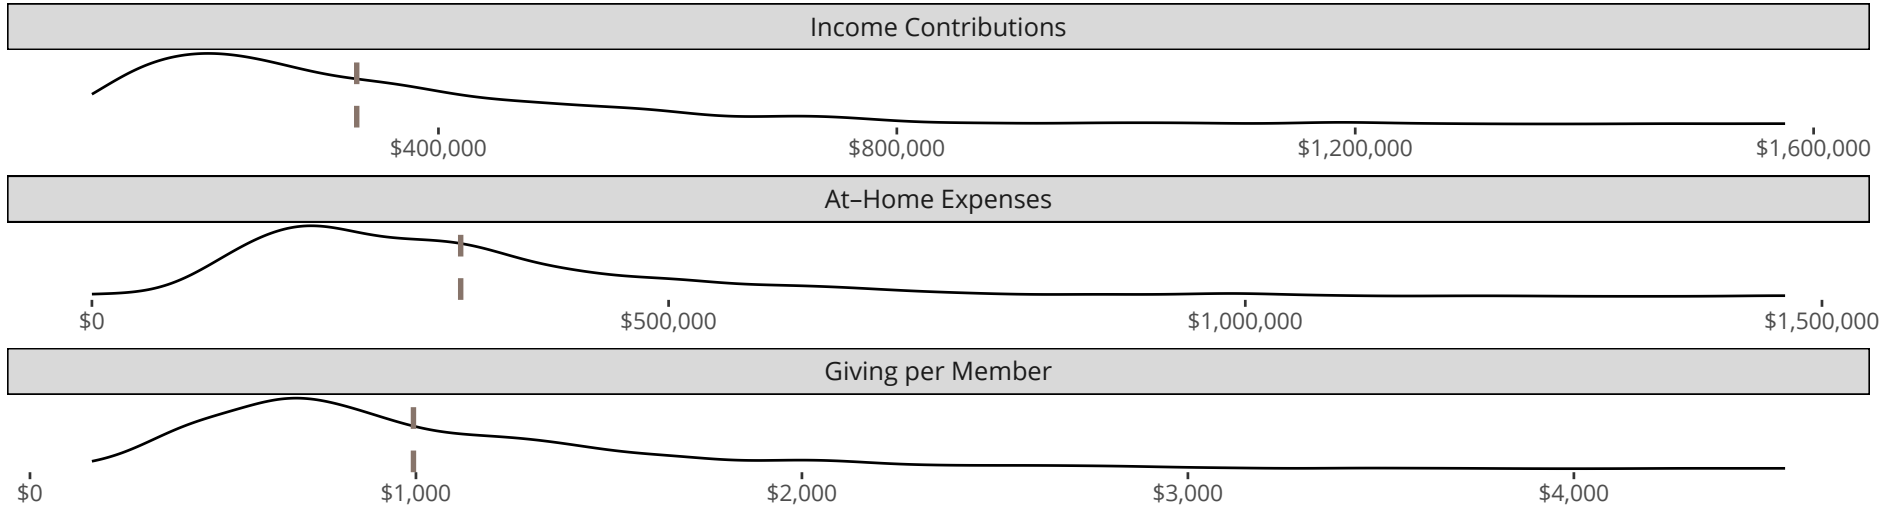 Income Contributions
$400,000 $800,000 $1,200,000 $1,600,000
At–Home Expenses
$0 $500,000 $1,000,000 $1,500,000
Giving per Member
$0 $1,000 $2,000 $3,000 $4,000